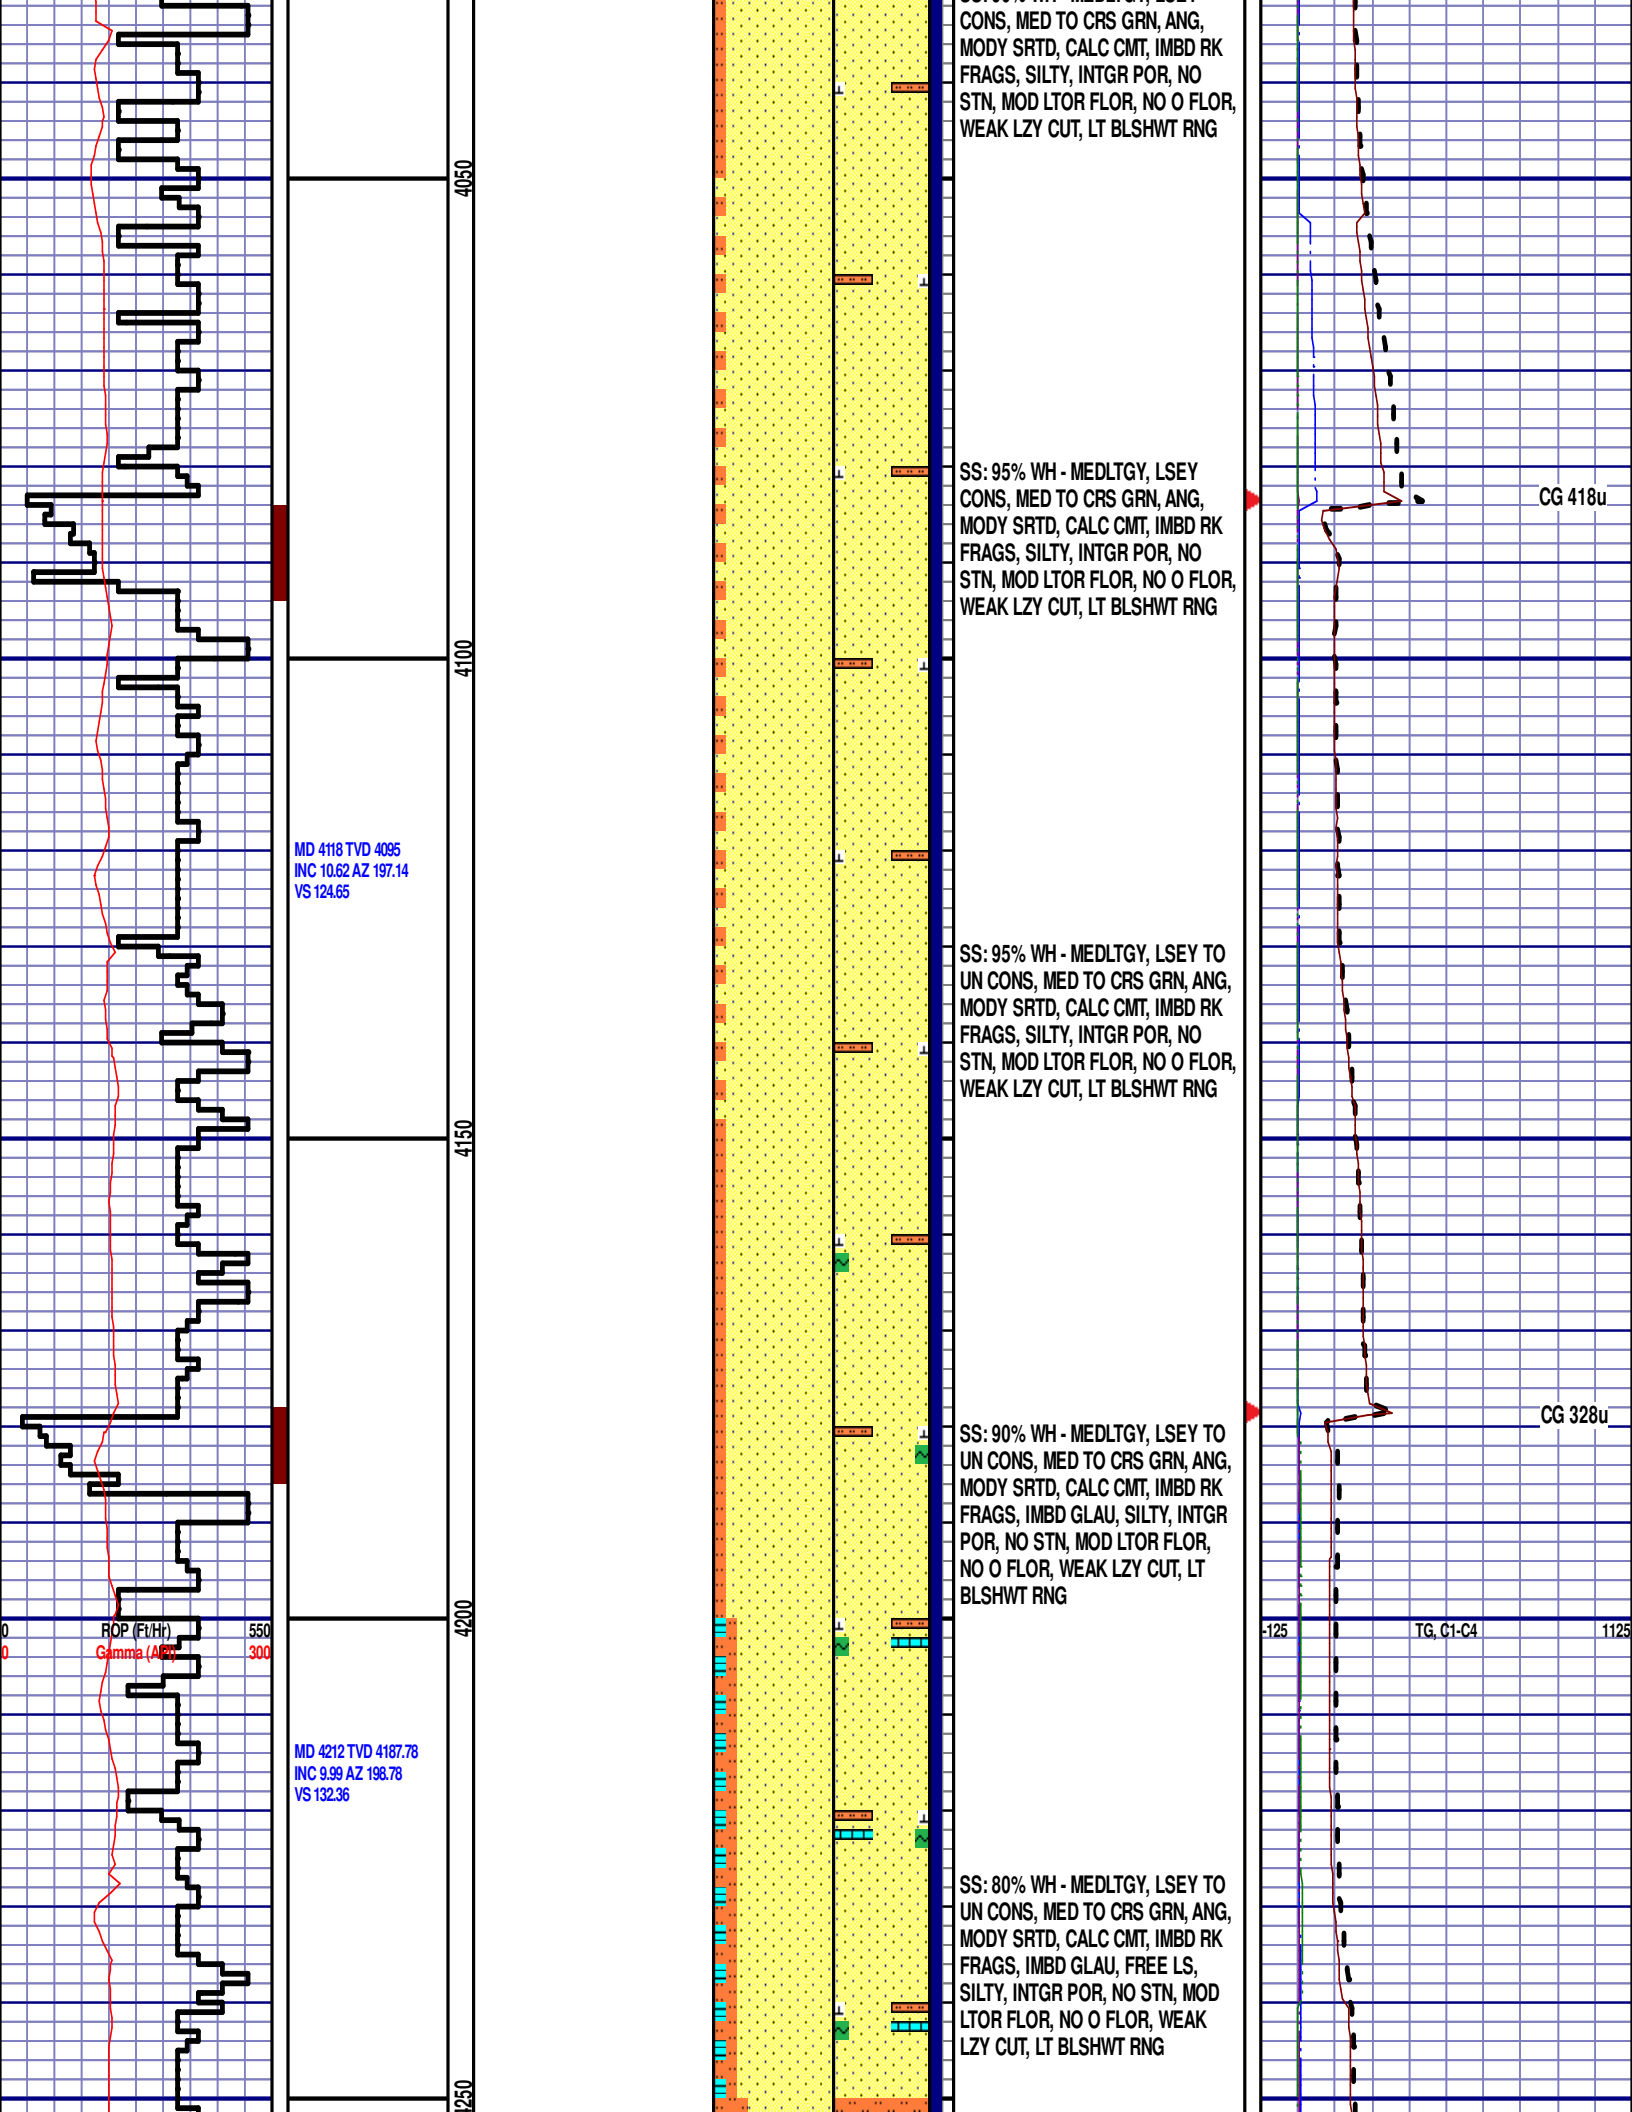 CONS, MED TO CRS GRN, ANG,
MODY SRTD, CALC CMT, IMBD RK
FRAGS, SILTY, INTGR POR, NO
STN, MOD LTOR FLOR, NO O FLOR,
WEAK LZY CUT, LT BLSHWT RNG
4050
SS: 95% WH - MEDLTGY, LSEY
CONS, MED TO CRS GRN, ANG,
MODY SRTD, CALC CMT, IMBD RK
FRAGS, SILTY, INTGR POR, NO
STN, MOD LTOR FLOR, NO O FLOR,
WEAK LZY CUT, LT BLSHWT RNG
CG 418u
4100
MD 4118 TVD 4095
INC 10.62 AZ 197.14
VS 124.65
SS: 95% WH - MEDLTGY, LSEY TO
UN CONS, MED TO CRS GRN, ANG,
MODY SRTD, CALC CMT, IMBD RK
FRAGS, SILTY, INTGR POR, NO
STN, MOD LTOR FLOR, NO O FLOR,
WEAK LZY CUT, LT BLSHWT RNG
4150
CG 328u
SS: 90% WH - MEDLTGY, LSEY TO
UN CONS, MED TO CRS GRN, ANG,
MODY SRTD, CALC CMT, IMBD RK
FRAGS, IMBD GLAU, SILTY, INTGR
POR, NO STN, MOD LTOR FLOR,
NO O FLOR, WEAK LZY CUT, LT
BLSHWT RNG
4200
0 ROP (Ft/Hr) 550
0 Gamma (API) 300
-125 TG, C1-C4 1125
MD 4212 TVD 4187.78
INC 9.99 AZ 198.78
VS 132.36
SS: 80% WH - MEDLTGY, LSEY TO
UN CONS, MED TO CRS GRN, ANG,
MODY SRTD, CALC CMT, IMBD RK
FRAGS, IMBD GLAU, FREE LS,
SILTY, INTGR POR, NO STN, MOD
LTOR FLOR, NO O FLOR, WEAK
LZY CUT, LT BLSHWT RNG
4250